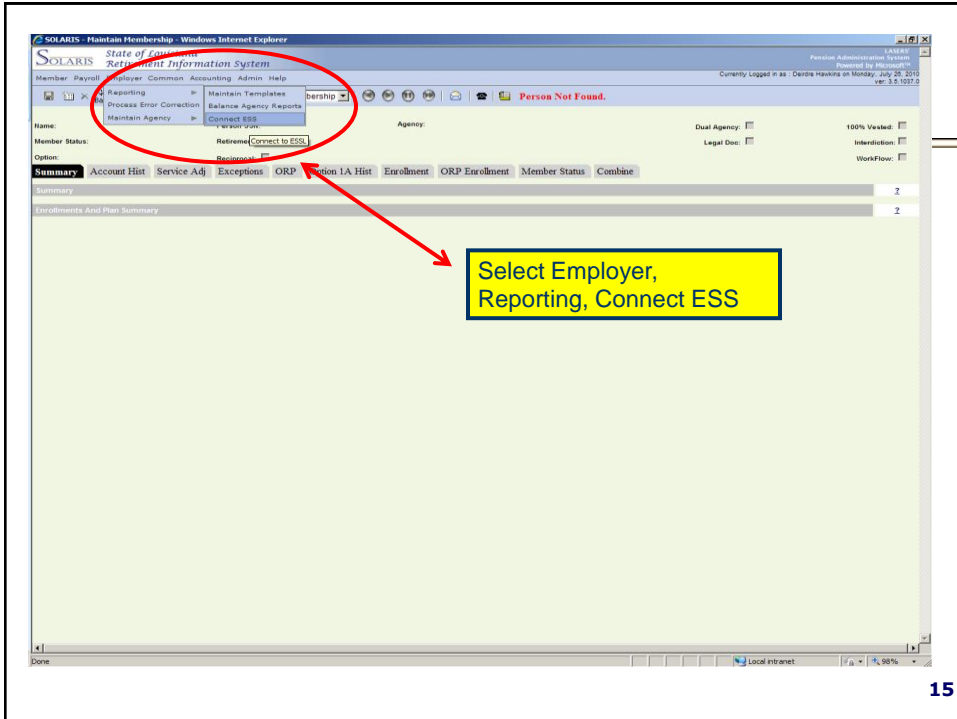 SOLARIS - Maintain Membership - Windows Internet Explorer
SOLARIS State of Louisiana
Retirement Information System
LASERS'
Pension Administration System
Powered by Microsoft™
Member Payroll Employer Common Accounting Admin Help
Currently Logged in as : Deirdre Hawkins on Monday, July 26, 2010
ver: 3.5.1037.0
Reporting
Process Error Correction
Maintain Agency
Maintain Templates
Balance Agency Reports
Connect ESS
Connect to ESSL
bership
Person Not Found.
Name:
Agency:
Dual Agency:
100% Vested:
Member Status:
Legal Doc:
Interdiction:
Option:
Reciprocal:
WorkFlow:
Summary Account Hist Service Adj Exceptions ORP Option 1A Hist Enrollment ORP Enrollment Member Status Combine
Summary ?
Enrollments And Plan Summary ?
Select Employer,
Reporting, Connect ESS
Done
Local intranet
98%
15